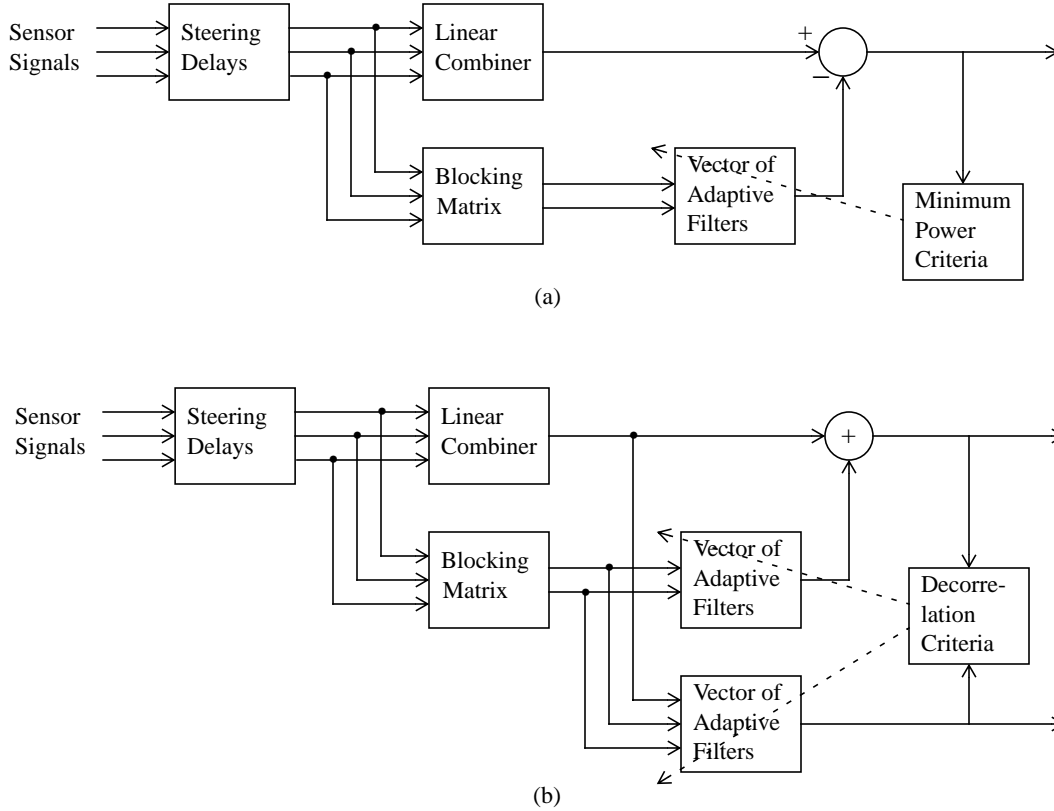 Sensor
Signals
Steering
Delays
Linear
Combiner
+
−
Blocking
Matrix
Vector of
Adaptive
Filters
Minimum
Power
Criteria
(a)
Sensor
Signals
Steering
Delays
Linear
Combiner
+
Blocking
Matrix
Vector of
Adaptive
Filters
Decorre-
lation
Criteria
Vector of
Adaptive
Filters
(b)